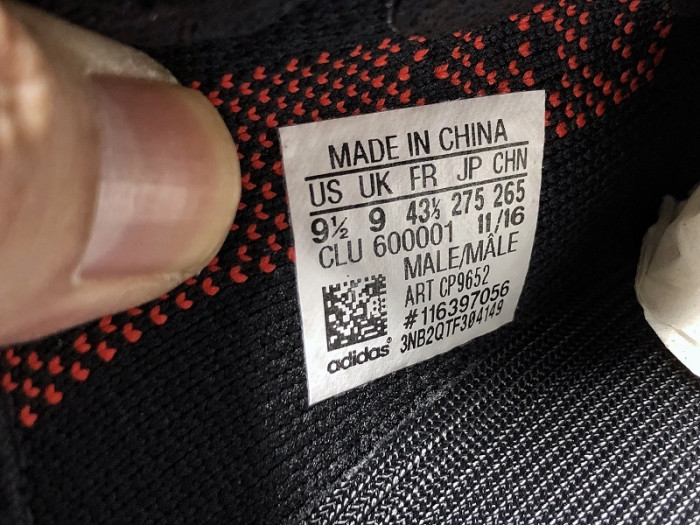 MADE IN CHINA
US UK FR JP CHN
9½ 9 43⅓ 275 265
CLU 600001 11/16
MALE/MÂLE
ART CP9652
#116397056
3NB2QTF304149
adidas®